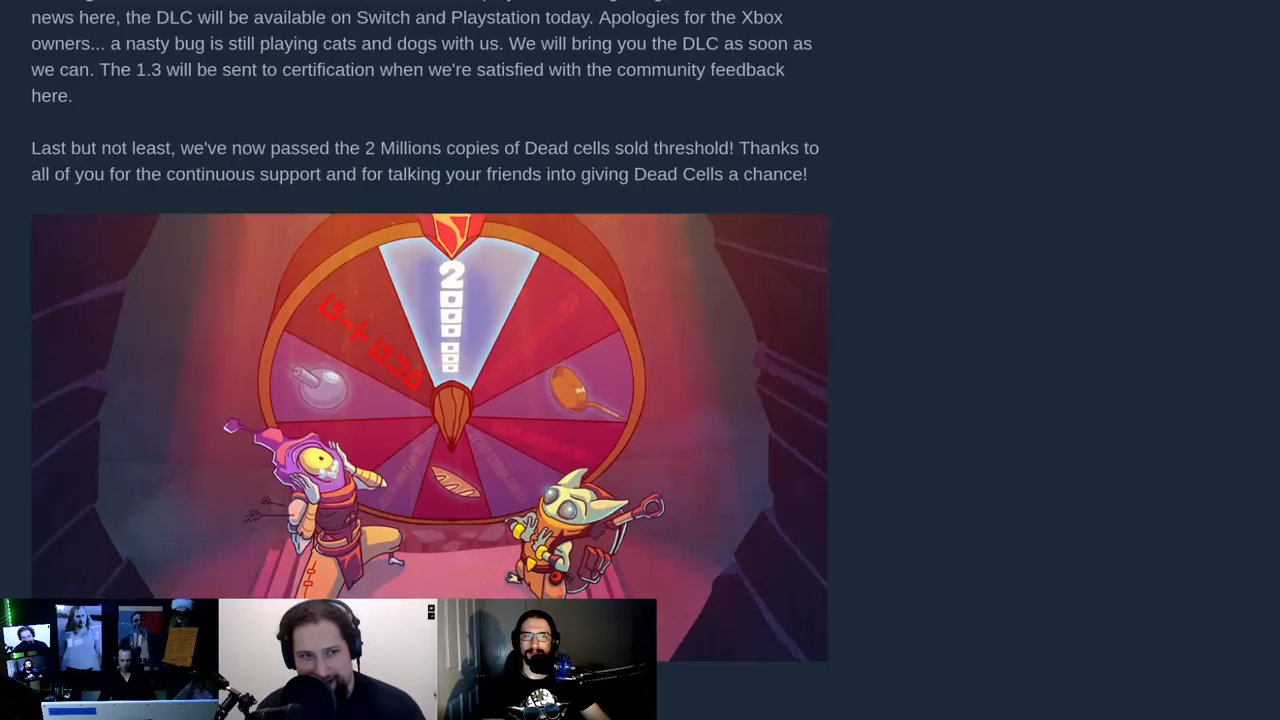 news here, the DLC will be available on Switch and Playstation today. Apologies for the Xbox
owners... a nasty bug is still playing cats and dogs with us. We will bring you the DLC as soon as
we can. The 1.3 will be sent to certification when we're satisfied with the community feedback
here.
Last but not least, we've now passed the 2 Millions copies of Dead cells sold threshold! Thanks to
all of you for the continuous support and for talking your friends into giving Dead Cells a chance!